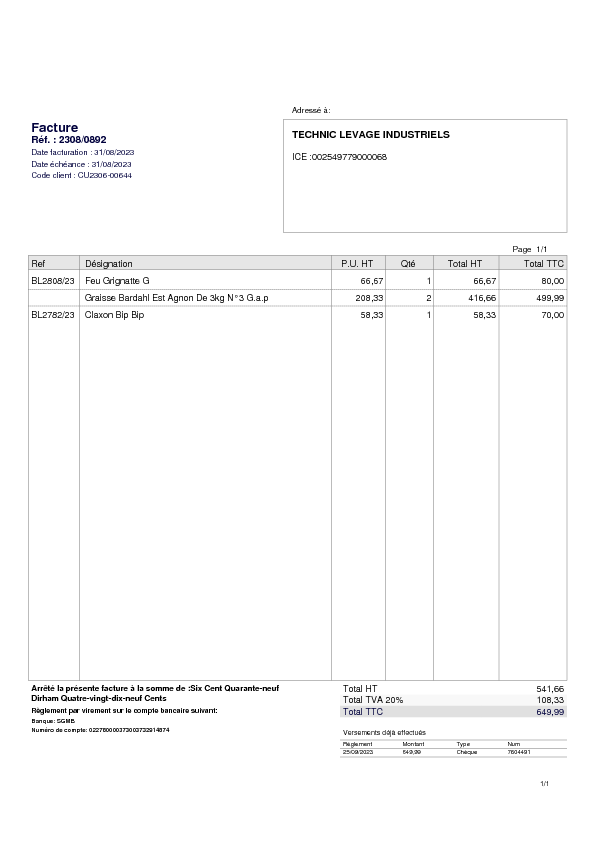 Adressé à:
Facture
Réf. : 2308/0892
Date facturation : 31/08/2023
Date échéance : 31/08/2023
Code client : CU2306-00644
TECHNIC LEVAGE INDUSTRIELS
ICE :002549779000068
Page 1/1
Ref Désignation P.U. HT Qté Total HT Total TTC
BL2808/23 Feu Grignatte G 66,67 1 66,67 80,00
Graisse Bardahl Est Agnon De 3kg N°3 G.a.p 208,33 2 416,66 499,99
BL2782/23 Claxon Bip Bip 58,33 1 58,33 70,00
Arrêté la présente facture à la somme de :Six Cent Quarante-neuf
Dirham Quatre-vingt-dix-neuf Cents
Règlement par virement sur le compte bancaire suivant:
Banque: SGMB
Numéro de compte:
Total HT 541,66
Total TVA 20% 108,33
Total TTC 649,99
Versements déjà effectués
Règlement Montant Type Num
25/09/2023 649,99 Chèque 7604491
1/1